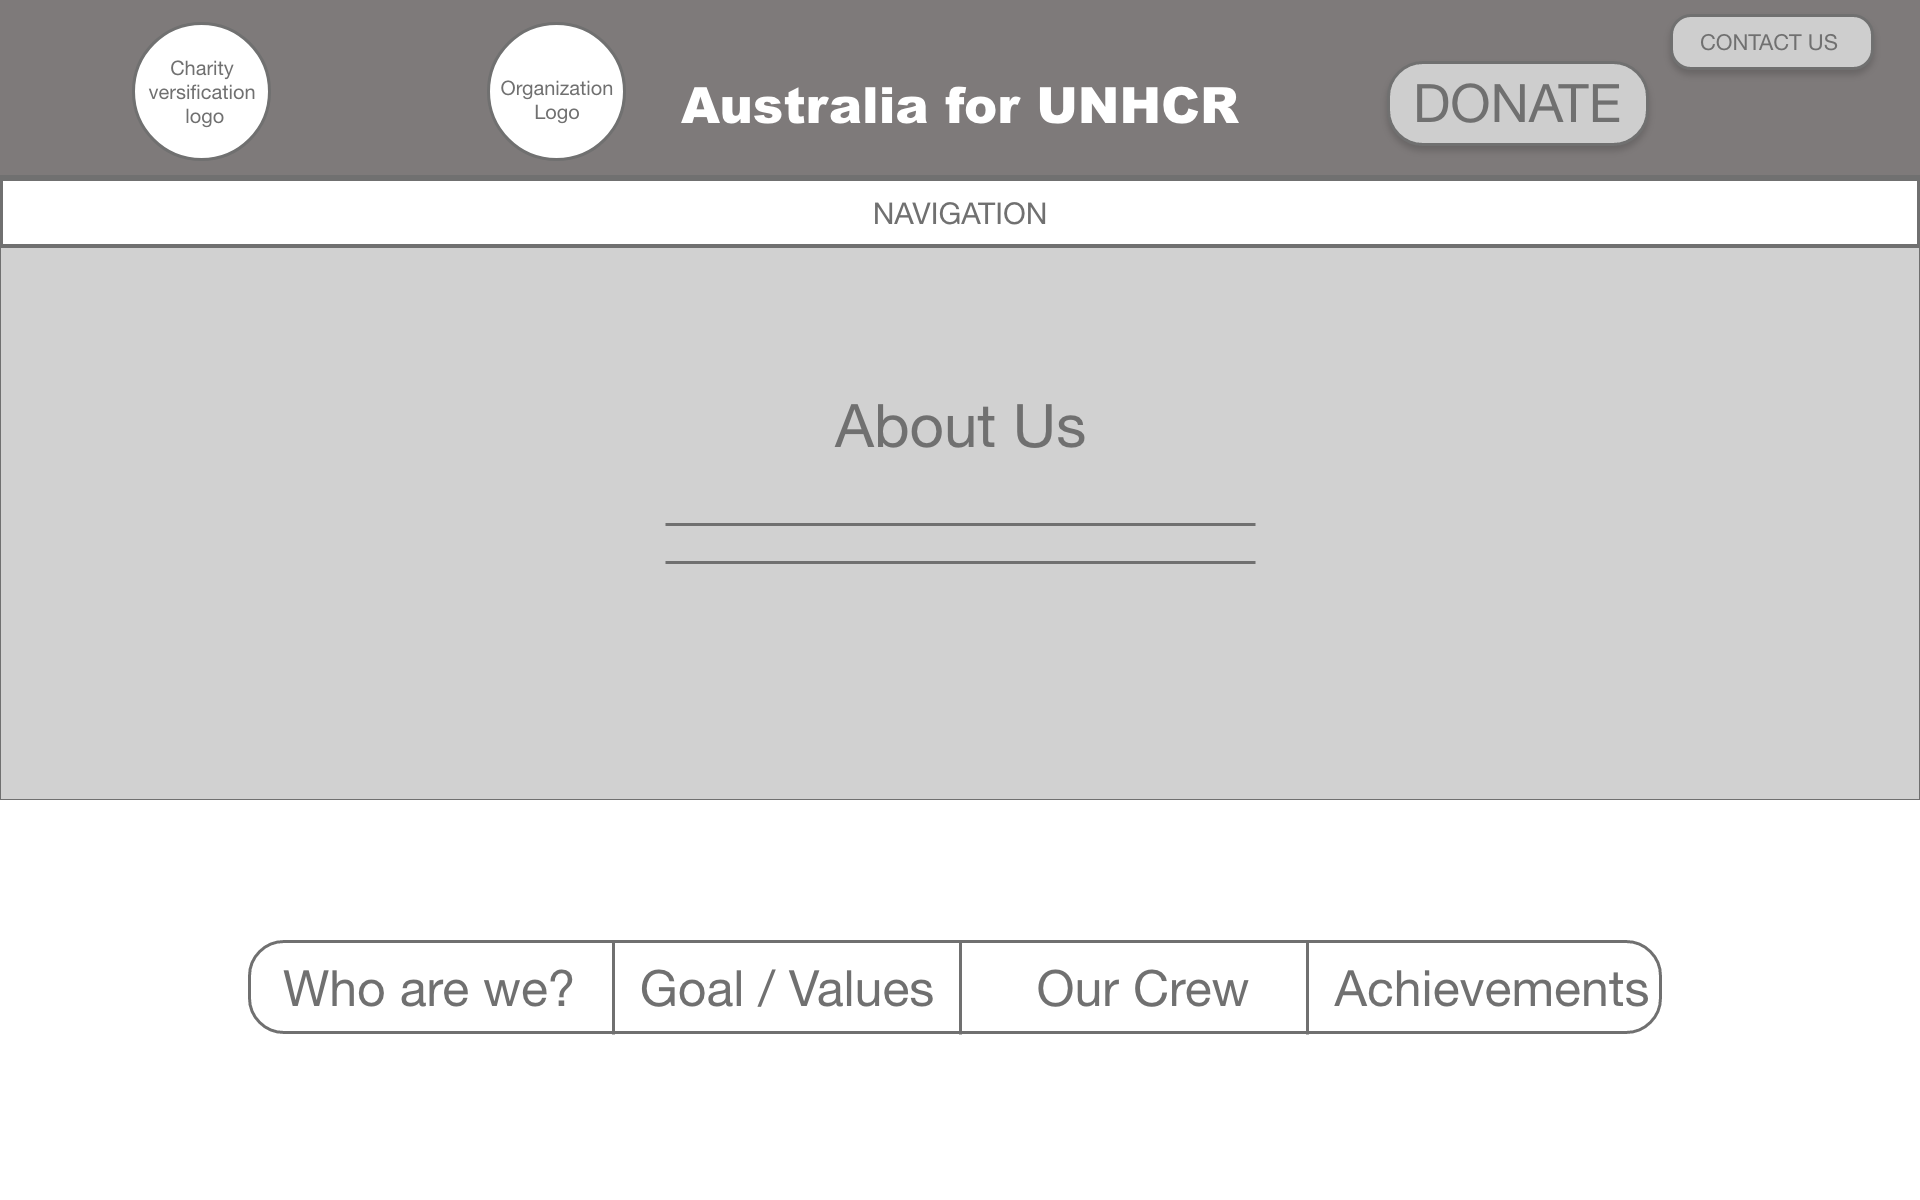 Charity
versification
logo
Organization
Logo
Australia for UNHCR
DONATE
CONTACT US
NAVIGATION
About Us
Who are we?
Goal / Values
Our Crew
Achievements